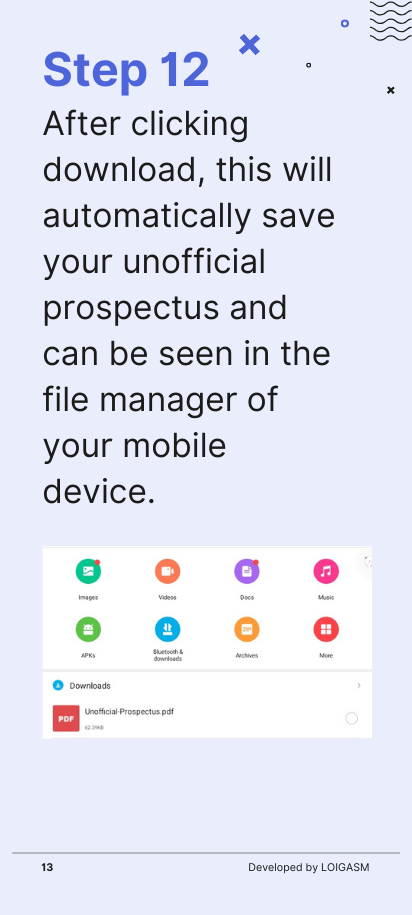 Step 12
After clicking
download, this will
automatically save
your unofficial
prospectus and
can be seen in the
file manager of
your mobile
device.
Images Videos Docs Music
APKs Bluetooth & downloads Archives More
ZIP
Downloads
PDF Unofficial-Prospectus.pdf
62.39KB
13 Developed by LOIGASM